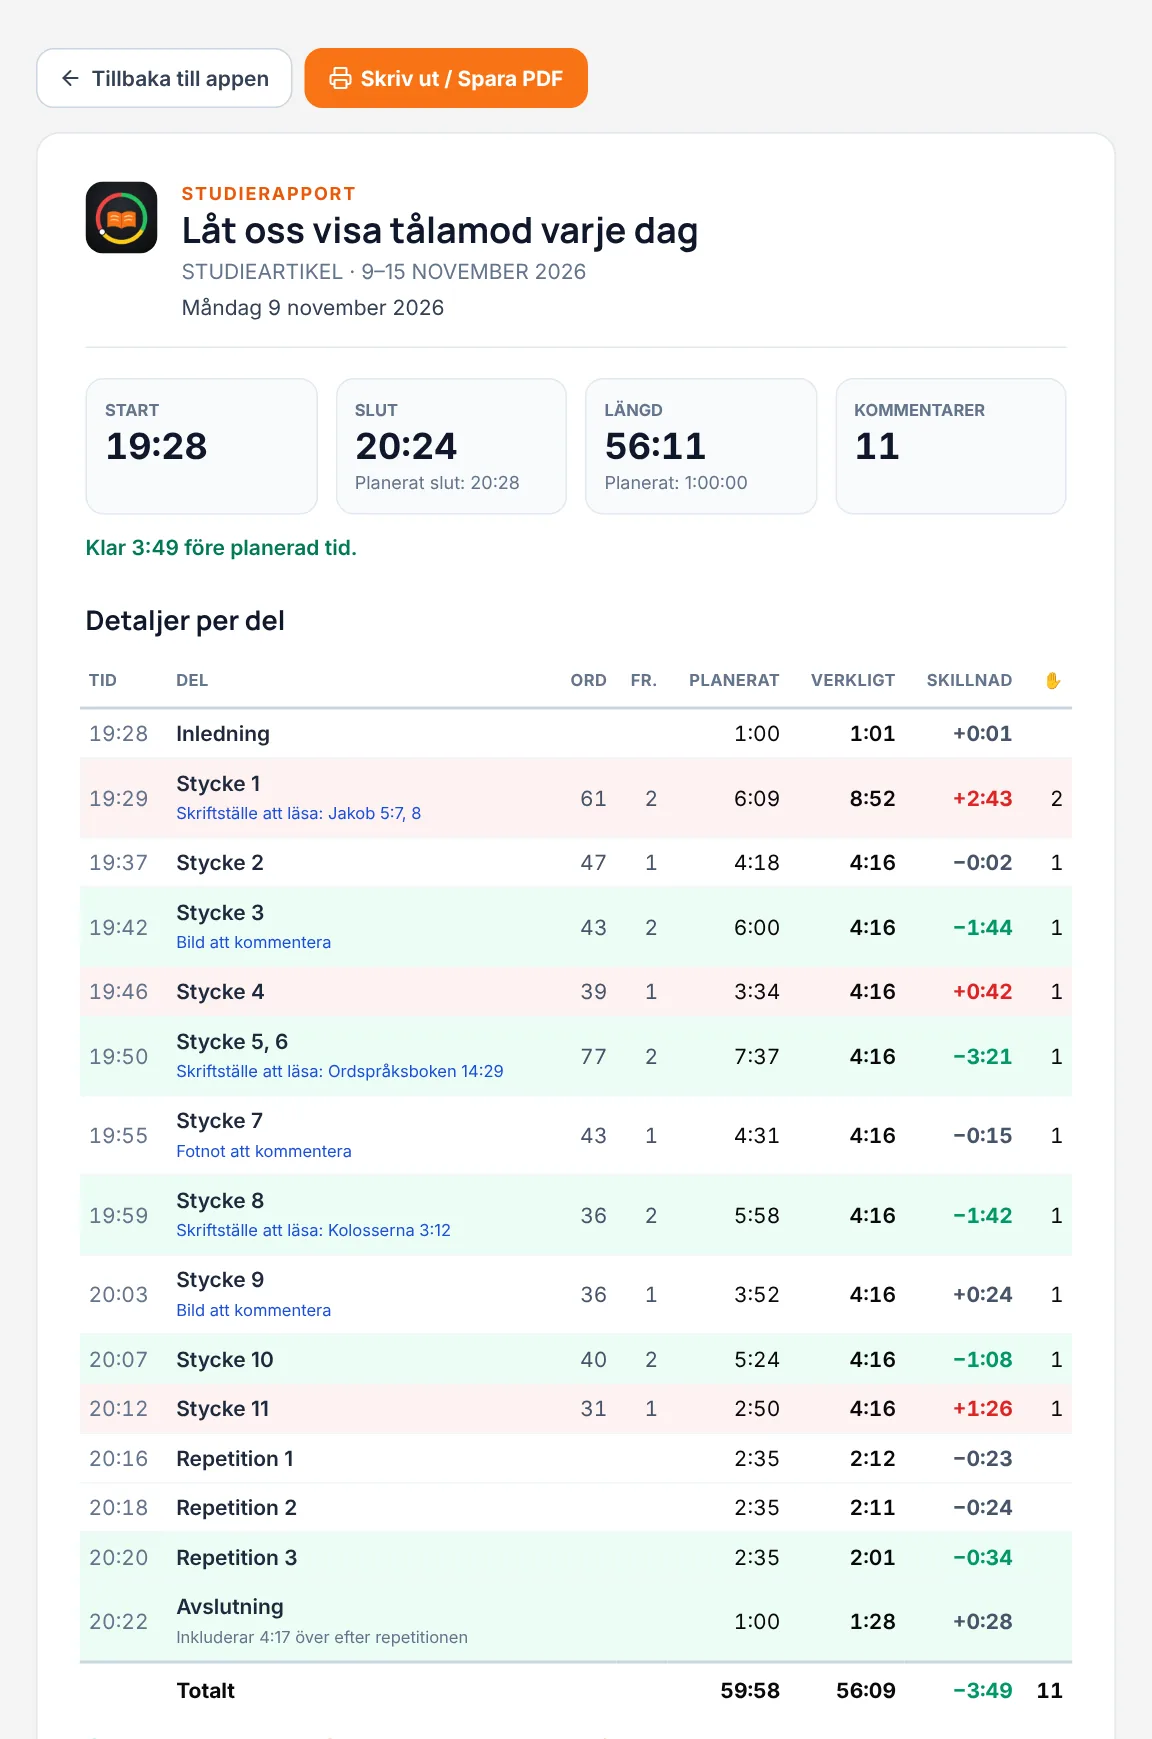 Tillbaka till appen
Skriv ut / Spara PDF
STUDIERAPPORT
Låt oss visa tålamod varje dag
STUDIEARTIKEL · 9–15 NOVEMBER 2026
Måndag 9 november 2026
START
19:28
SLUT
20:24
Planerat slut: 20:28
LÄNGD
56:11
Planerat: 1:00:00
KOMMENTARER
11
Klar 3:49 före planerad tid.
Detaljer per del
TID DEL ORD FR. PLANERAT VERKLIGT SKILLNAD ✋
19:28 Inledning 1:00 1:01 +0:01
19:29 Stycke 1 61 2 6:09 8:52 +2:43 2
Skriftställe att läsa: Jakob 5:7, 8
19:37 Stycke 2 47 1 4:18 4:16 −0:02 1
19:42 Stycke 3 43 2 6:00 4:16 −1:44 1
Bild att kommentera
19:46 Stycke 4 39 1 3:34 4:16 +0:42 1
19:50 Stycke 5, 6 77 2 7:37 4:16 −3:21 1
Skriftställe att läsa: Ordspråksboken 14:29
19:55 Stycke 7 43 1 4:31 4:16 −0:15 1
Fotnot att kommentera
19:59 Stycke 8 36 2 5:58 4:16 −1:42 1
Skriftställe att läsa: Kolosserna 3:12
20:03 Stycke 9 36 1 3:52 4:16 +0:24 1
Bild att kommentera
20:07 Stycke 10 40 2 5:24 4:16 −1:08 1
20:12 Stycke 11 31 1 2:50 4:16 +1:26 1
20:16 Repetition 1 2:35 2:12 −0:23
20:18 Repetition 2 2:35 2:11 −0:24
20:20 Repetition 3 2:35 2:01 −0:34
20:22 Avslutning 1:00 1:28 +0:28
Inkluderar 4:17 över efter repetitionen
Totalt 59:58 56:09 −3:49 11